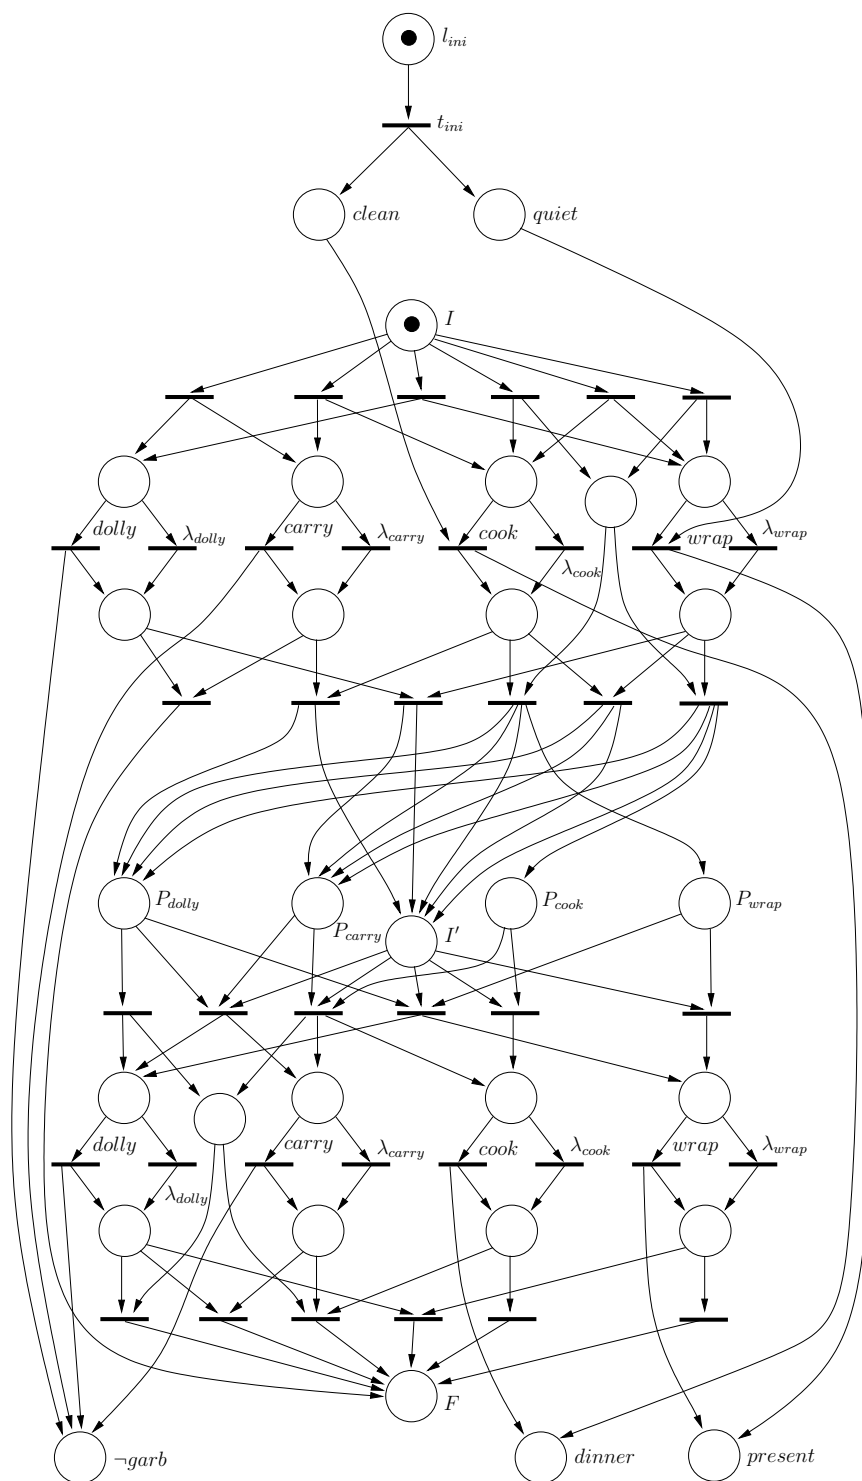 l_ini
t_ini
clean quiet
I
dolly λ_dolly carry λ_carry cook λ_cook wrap λ_wrap
P_dolly P_carry I′ P_cook P_wrap
dolly λ_dolly carry λ_carry cook λ_cook wrap λ_wrap
F
¬garb dinner present